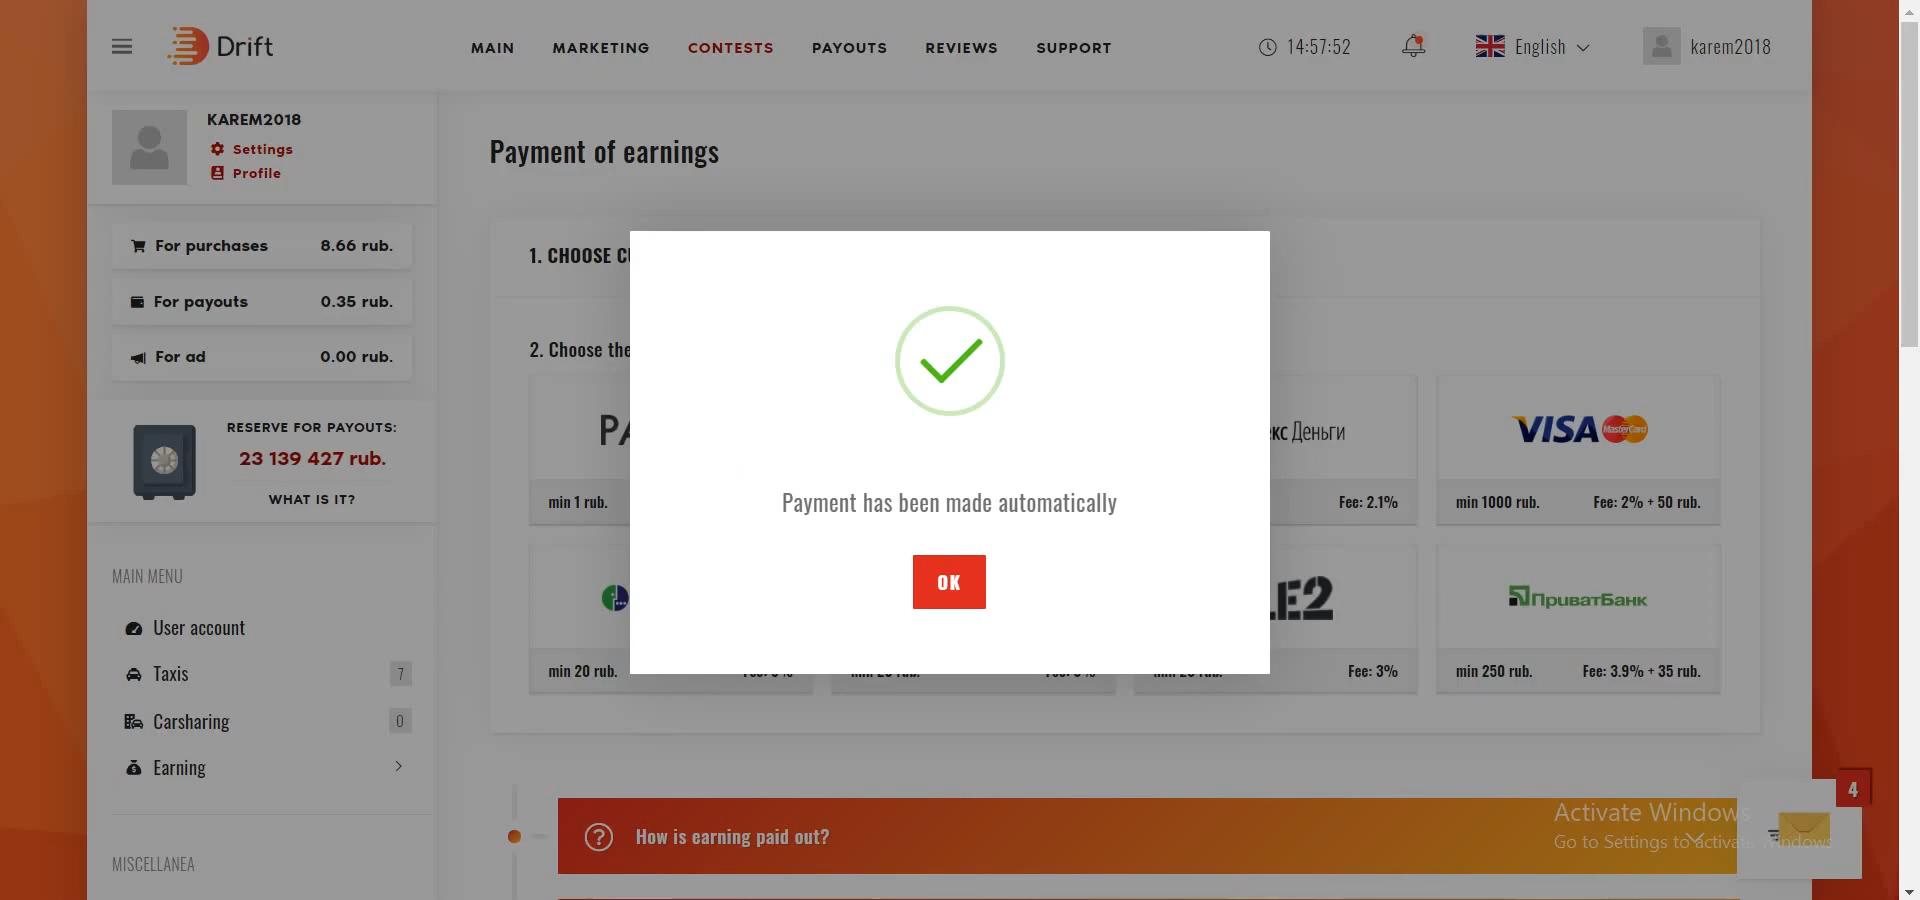 Drift
MAIN
MARKETING
CONTESTS
PAYOUTS
REVIEWS
SUPPORT
14:57:52
English
karem2018
KAREM2018
Settings
Profile
For purchases 8.66 rub.
For payouts 0.35 rub.
For ad 0.00 rub.
RESERVE FOR PAYOUTS:
23 139 427 rub.
WHAT IS IT?
MAIN MENU
User account
Taxis 7
Carsharing 0
Earning
MISCELLANEA
Payment of earnings
1. CHOOSE
2. Choose the
Деньги
VISA MasterCard
min 1 rub.
Fee: 2.1%
min 1000 rub. Fee: 2% + 50 rub.
ПриватБанк
min 20 rub.
Fee: 3%
min 250 rub. Fee: 3.9% + 35 rub.
Payment has been made automatically
OK
How is earning paid out?
4
Activate Windows
Go to Settings to activate Windows